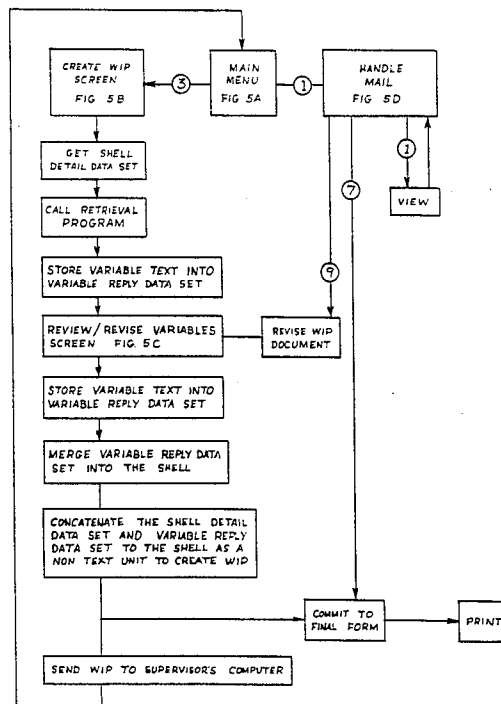 CREATE WIP
SCREEN
FIG 5B
3
MAIN
MENU
FIG 5A
1
HANDLE
MAIL
FIG 5D
GET SHELL
DETAIL DATA SET
1
7
VIEW
CALL RETRIEVAL
PROGRAM
STORE VARIABLE TEXT INTO
VARIABLE REPLY DATA SET
9
REVIEW/REVISE VARIABLES
SCREEN FIG. 5C
REVISE WIP
DOCUMENT
STORE VARIABLE TEXT INTO
VARIABLE REPLY DATA SET
MERGE VARIABLE REPLY DATA
SET INTO THE SHELL
CONCATENATE THE SHELL DETAIL
DATA SET AND VARIABLE REPLY
DATA SET TO THE SHELL AS A
NON TEXT UNIT TO CREATE WIP
COMMIT TO
FINAL FORM
PRINT
SEND WIP TO SUPERVISOR'S COMPUTER